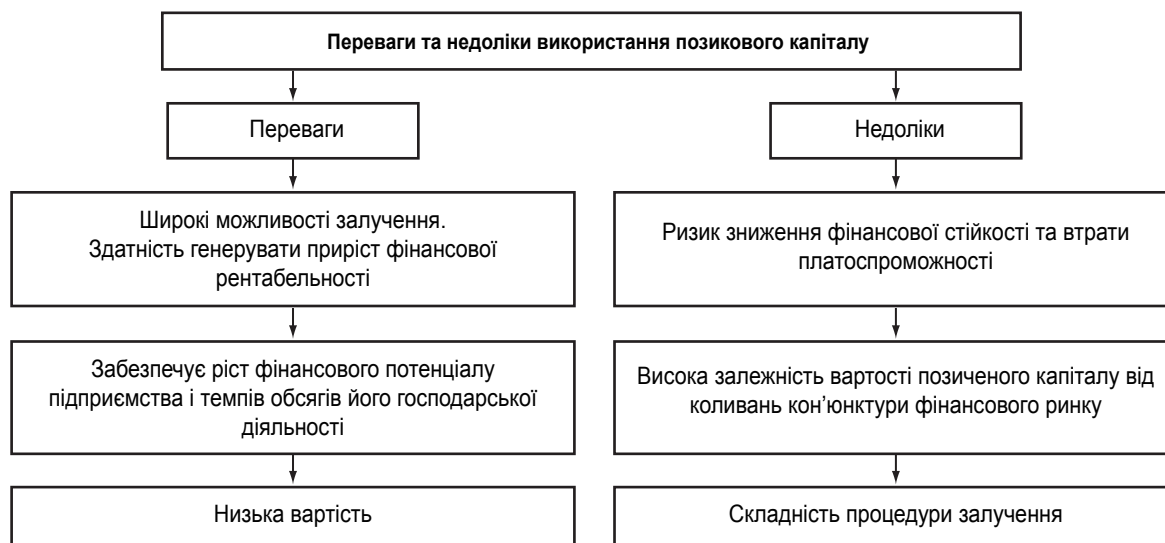 Переваги та недоліки використання позикового капіталу
Переваги
Недоліки
Широкі можливості залучення.
Здатність генерувати приріст фінансової
рентабельності
Ризик зниження фінансової стійкості та втрати
платоспроможності
Забезпечує ріст фінансового потенціалу
підприємства і темпів обсягів його господарської
діяльності
Висока залежність вартості позиченого капіталу від
коливань кон’юнктури фінансового ринку
Низька вартість
Складність процедури залучення